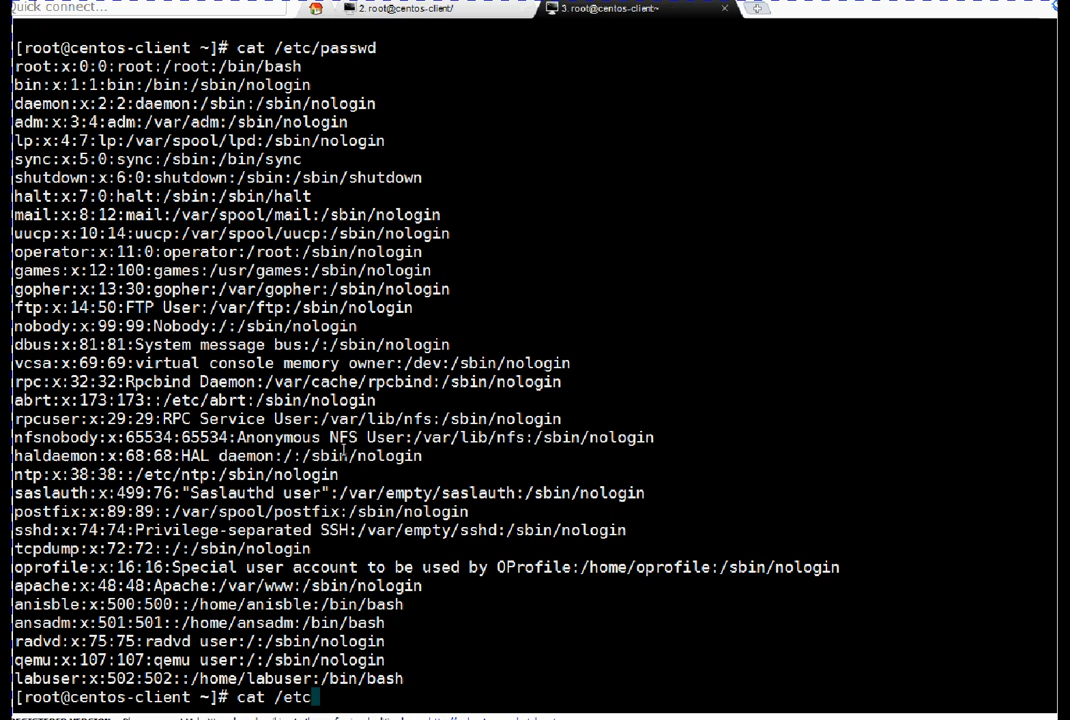 uick connect...
2. root@centos-client:/
3. root@centos-client:~
[root@centos-client ~]# cat /etc/passwd
root:x:0:0:root:/root:/bin/bash
bin:x:1:1:bin:/bin:/sbin/nologin
daemon:x:2:2:daemon:/sbin:/sbin/nologin
adm:x:3:4:adm:/var/adm:/sbin/nologin
lp:x:4:7:lp:/var/spool/lpd:/sbin/nologin
sync:x:5:0:sync:/sbin:/bin/sync
shutdown:x:6:0:shutdown:/sbin:/sbin/shutdown
halt:x:7:0:halt:/sbin:/sbin/halt
mail:x:8:12:mail:/var/spool/mail:/sbin/nologin
uucp:x:10:14:uucp:/var/spool/uucp:/sbin/nologin
operator:x:11:0:operator:/root:/sbin/nologin
games:x:12:100:games:/usr/games:/sbin/nologin
gopher:x:13:30:gopher:/var/gopher:/sbin/nologin
ftp:x:14:50:FTP User:/var/ftp:/sbin/nologin
nobody:x:99:99:Nobody:/:/sbin/nologin
dbus:x:81:81:System message bus:/:/sbin/nologin
vcsa:x:69:69:virtual console memory owner:/dev:/sbin/nologin
rpc:x:32:32:Rpcbind Daemon:/var/cache/rpcbind:/sbin/nologin
abrt:x:173:173::/etc/abrt:/sbin/nologin
rpcuser:x:29:29:RPC Service User:/var/lib/nfs:/sbin/nologin
nfsnobody:x:65534:65534:Anonymous NFS User:/var/lib/nfs:/sbin/nologin
haldaemon:x:68:68:HAL daemon:/:/sbin/nologin
ntp:x:38:38::/etc/ntp:/sbin/nologin
saslauth:x:499:76:"Saslauthd user":/var/empty/saslauth:/sbin/nologin
postfix:x:89:89::/var/spool/postfix:/sbin/nologin
sshd:x:74:74:Privilege-separated SSH:/var/empty/sshd:/sbin/nologin
tcpdump:x:72:72::/:/sbin/nologin
oprofile:x:16:16:Special user account to be used by OProfile:/home/oprofile:/sbin/nologin
apache:x:48:48:Apache:/var/www:/sbin/nologin
anisble:x:500:500::/home/anisble:/bin/bash
ansadm:x:501:501::/home/ansadm:/bin/bash
radvd:x:75:75:radvd user:/:/sbin/nologin
qemu:x:107:107:qemu user:/:/sbin/nologin
labuser:x:502:502::/home/labuser:/bin/bash
[root@centos-client ~]# cat /etc